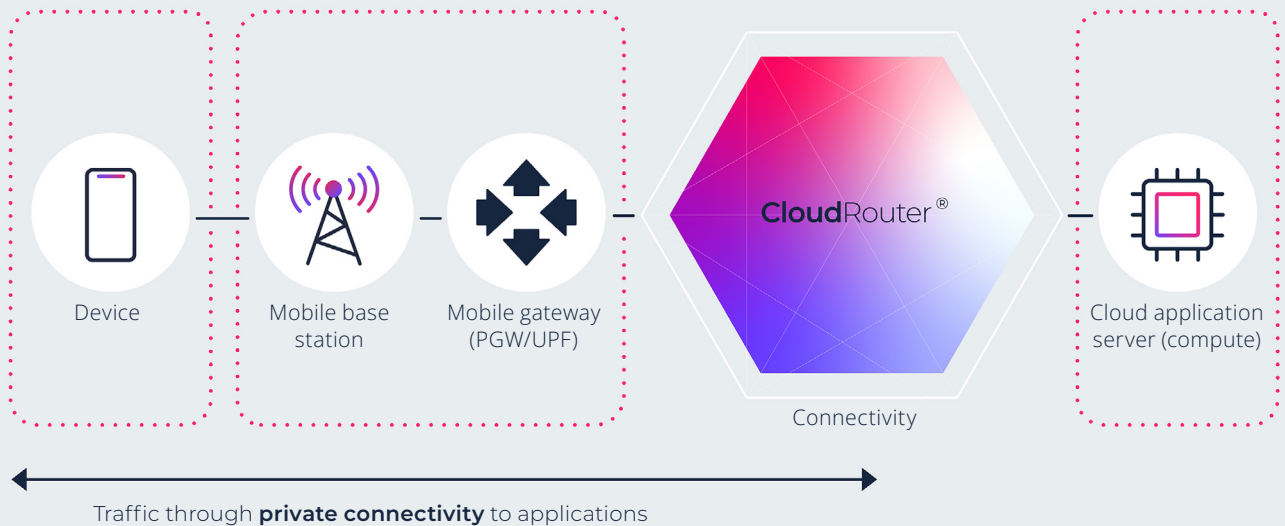 CloudRouter®
Device
Mobile base
station
Mobile gateway
(PGW/UPF)
Cloud application
server (compute)
Connectivity
Traffic through private connectivity to applications